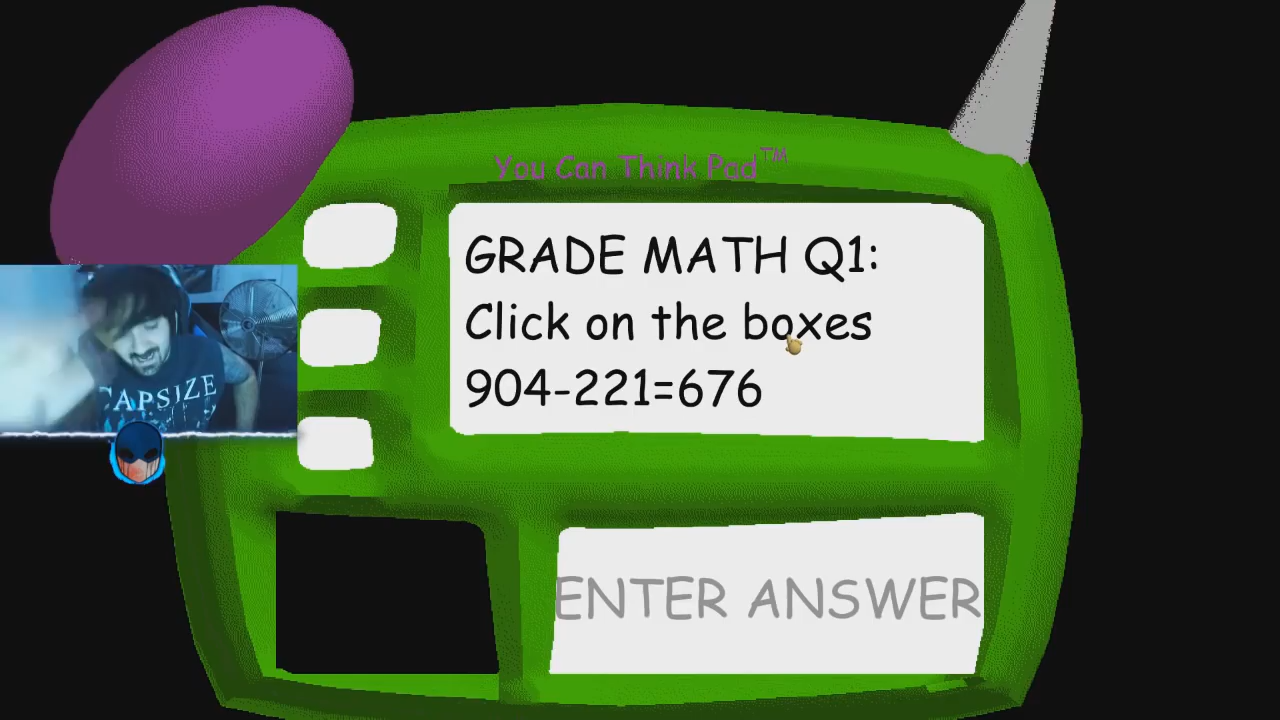 You Can Think Pad™
GRADE MATH Q1:
Click on the boxes
904-221=676
CAPSIZE
ENTER ANSWER